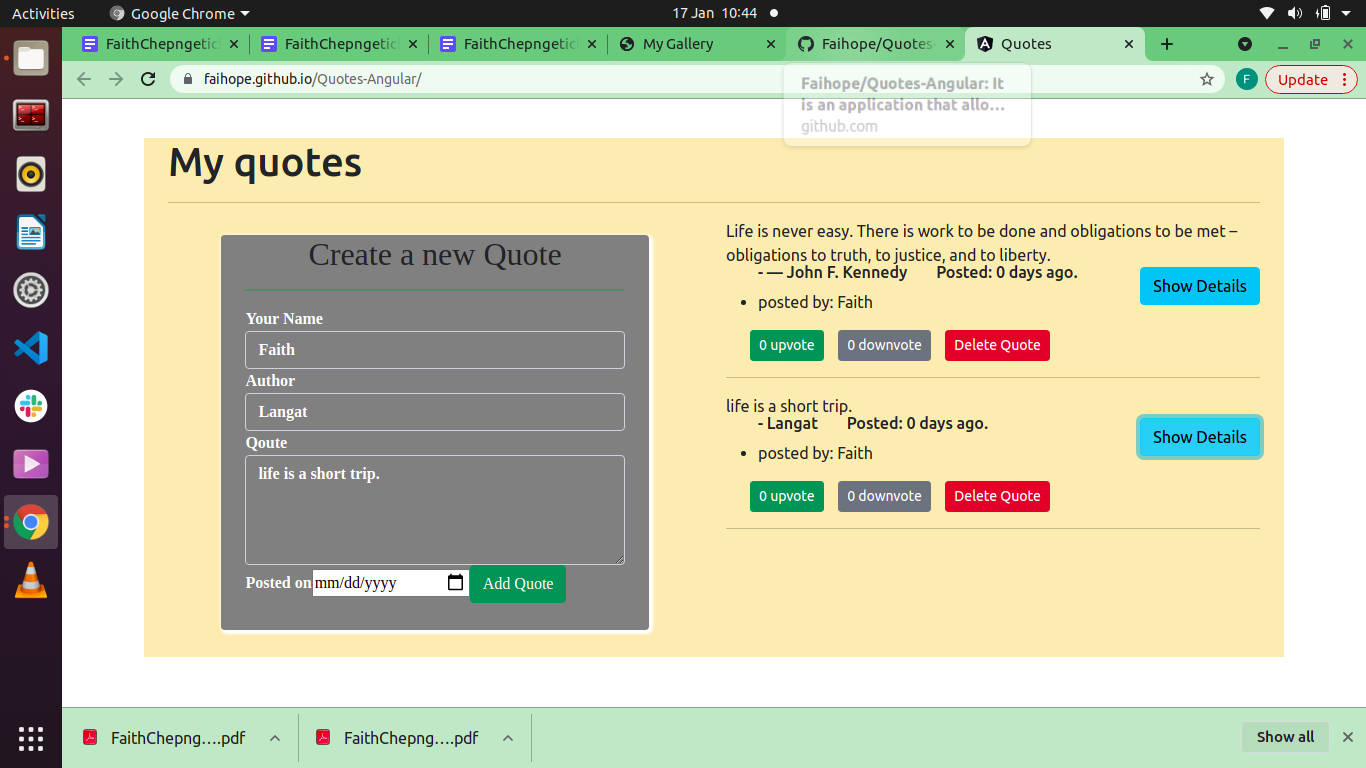 Activities
Google Chrome
17 Jan 10:44
FaithChepngetic
FaithChepngetic
FaithChepngetic
My Gallery
Faihope/Quotes-
Quotes
faihope.github.io/Quotes-Angular/
F
Update
Faihope/Quotes-Angular: It
is an application that allo…
github.com
My quotes
Create a new Quote
Your Name
Faith
Author
Langat
Qoute
life is a short trip.
Posted on mm/dd/yyyy Add Quote
Life is never easy. There is work to be done and obligations to be met –
obligations to truth, to justice, and to liberty.
- — John F. Kennedy Posted: 0 days ago.
Show Details
• posted by: Faith
0 upvote 0 downvote Delete Quote
life is a short trip.
- Langat Posted: 0 days ago.
Show Details
• posted by: Faith
0 upvote 0 downvote Delete Quote
FaithChepng….pdf
FaithChepng….pdf
Show all